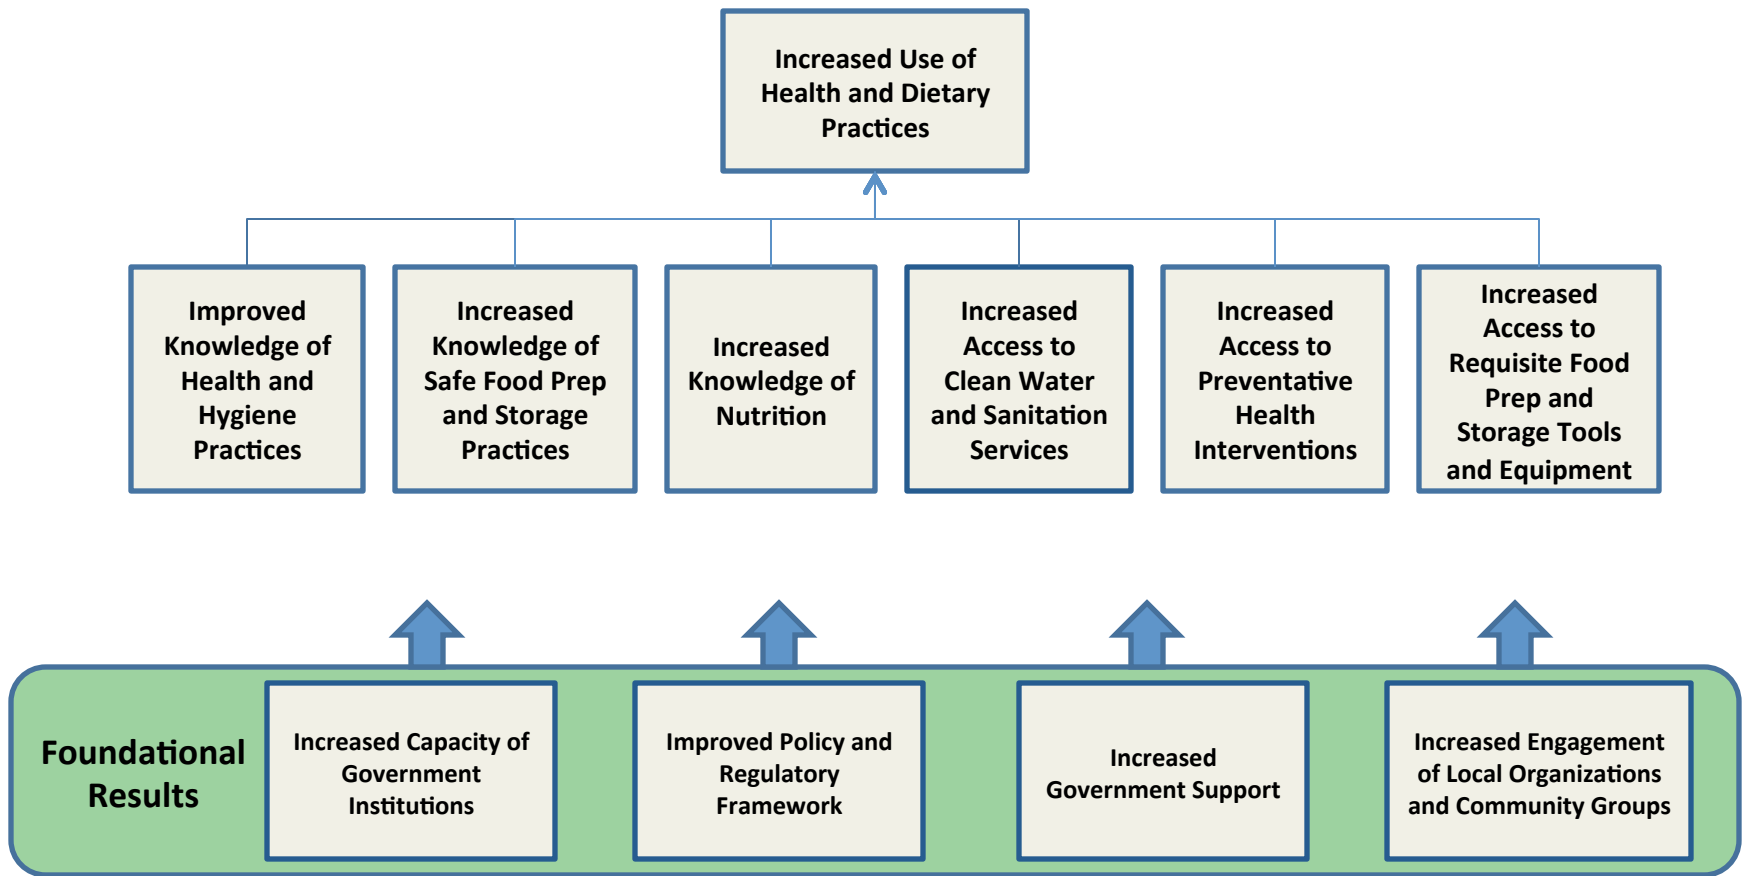 Increased Use of
Health and Dietary
Practices
Improved
Knowledge of
Health and
Hygiene
Practices
Increased
Knowledge of
Safe Food Prep
and Storage
Practices
Increased
Knowledge of
Nutrition
Increased
Access to
Clean Water
and Sanitation
Services
Increased
Access to
Preventative
Health
Interventions
Increased
Access to
Requisite Food
Prep and
Storage Tools
and Equipment
Foundational
Results
Increased Capacity of
Government
Institutions
Improved Policy and
Regulatory
Framework
Increased
Government Support
Increased Engagement
of Local Organizations
and Community Groups